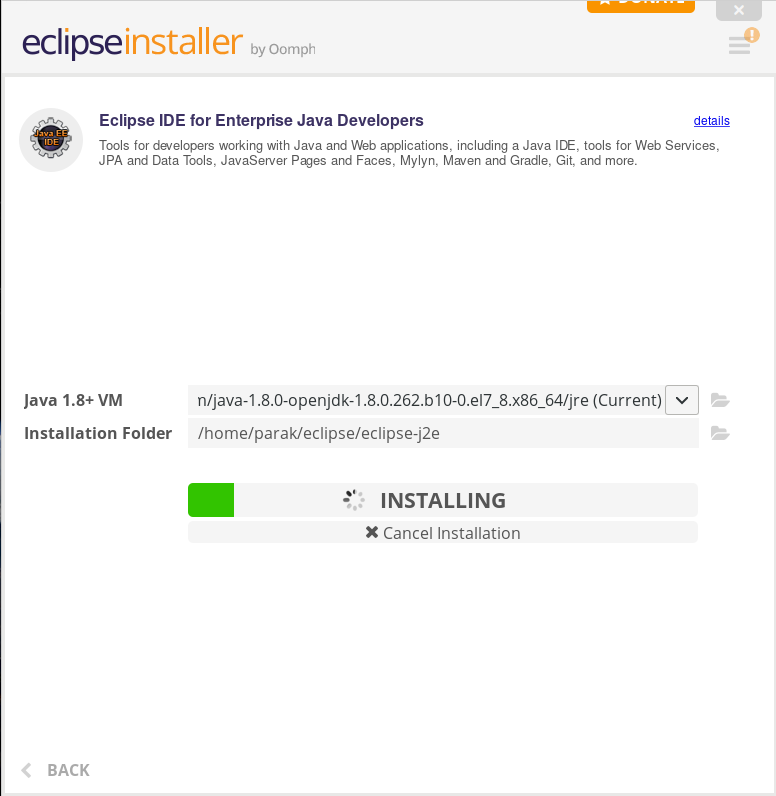 DONATE
eclipseinstaller by Oomph
Java EE
IDE
Eclipse IDE for Enterprise Java Developers
details
Tools for developers working with Java and Web applications, including a Java IDE, tools for Web Services,
JPA and Data Tools, JavaServer Pages and Faces, Mylyn, Maven and Gradle, Git, and more.
Java 1.8+ VM
n/java-1.8.0-openjdk-1.8.0.262.b10-0.el7_8.x86_64/jre (Current)
Installation Folder
/home/parak/eclipse/eclipse-j2e
INSTALLING
Cancel Installation
BACK